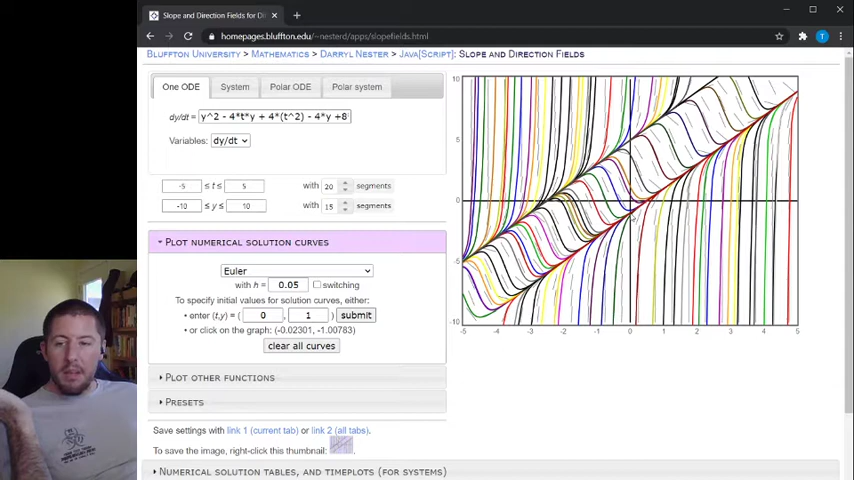 Slope and Direction Fields for D
homepages.bluffton.edu/~nesterd/apps/slopefields.html
BLUFFTON UNIVERSITY > MATHEMATICS > DARRYL NESTER > JAVA[SCRIPT]: SLOPE AND DIRECTION FIELDS
One ODE System Polar ODE Polar system
dy/dt = y^2 - 4*t*y + 4*(t^2) - 4*y +8
Variables: dy/dt
-5 ≤ t ≤ 5 with 20 segments
-10 ≤ y ≤ 10 with 15 segments
PLOT NUMERICAL SOLUTION CURVES
Euler
with h = 0.05 switching
To specify initial values for solution curves, either:
• enter (t,y) = ( 0 , 1 ) submit
• or click on the graph: (-0.02301, -1.00783)
clear all curves
PLOT OTHER FUNCTIONS
PRESETS
Save settings with link 1 (current tab) or link 2 (all tabs).
To save the image, right-click this thumbnail: .
NUMERICAL SOLUTION TABLES, AND TIMEPLOTS (FOR SYSTEMS)
10
5
0
-5
-10
-5 -4 -3 -2 -1 0 1 2 3 4 5